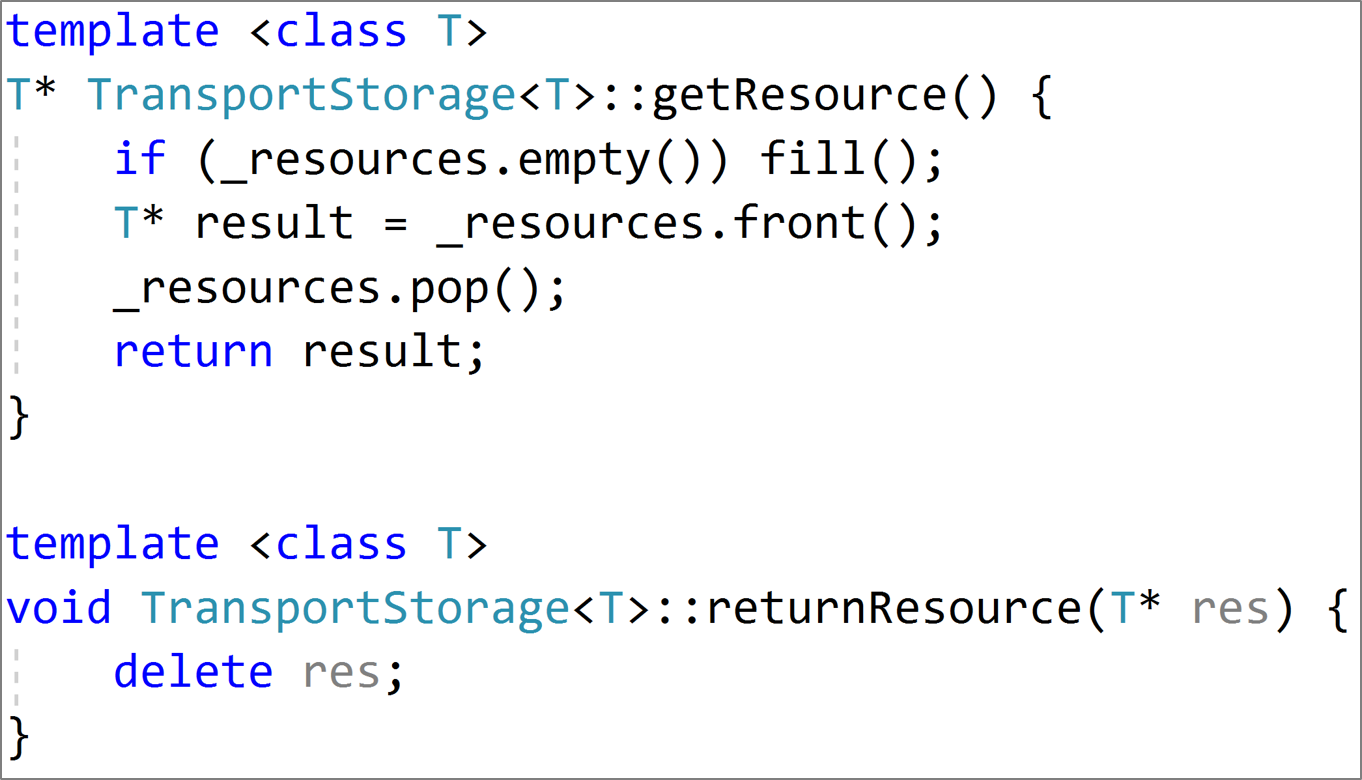 template <class T>
T* TransportStorage<T>::getResource() {
    if (_resources.empty()) fill();
    T* result = _resources.front();
    _resources.pop();
    return result;
}

template <class T>
void TransportStorage<T>::returnResource(T* res) {
    delete res;
}